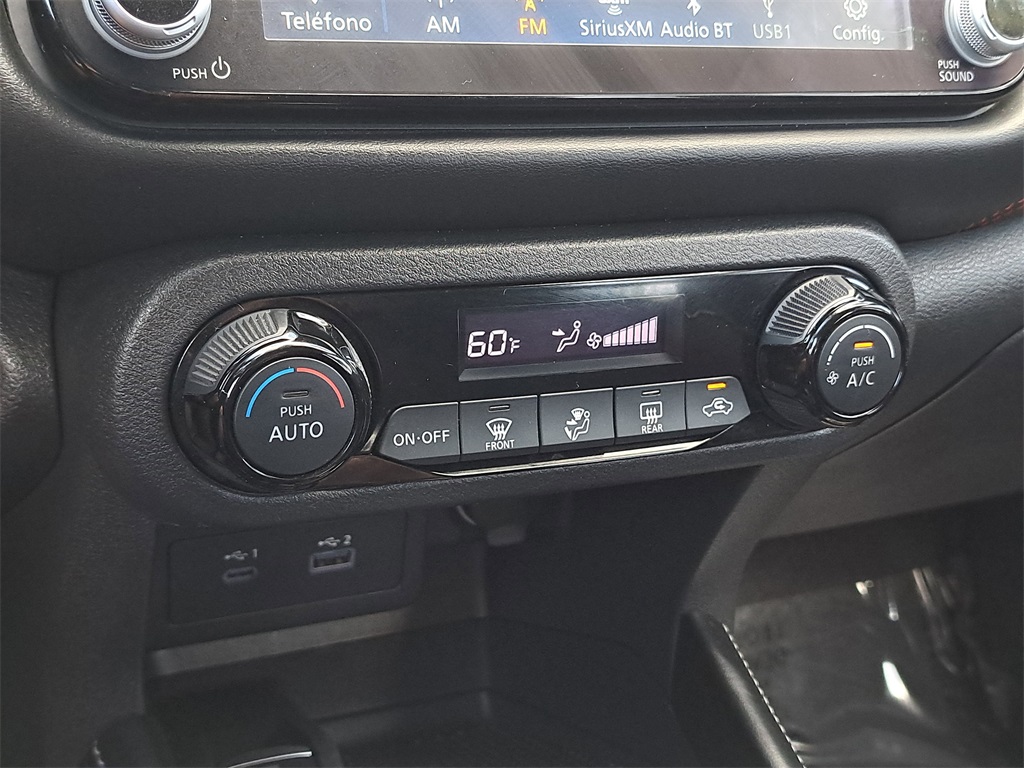 Teléfono AM FM SiriusXM Audio BT USB1 Config.
PUSH
PUSH
SOUND
60°F
PUSH
AUTO
ON·OFF
FRONT
REAR
PUSH
A/C
1
2